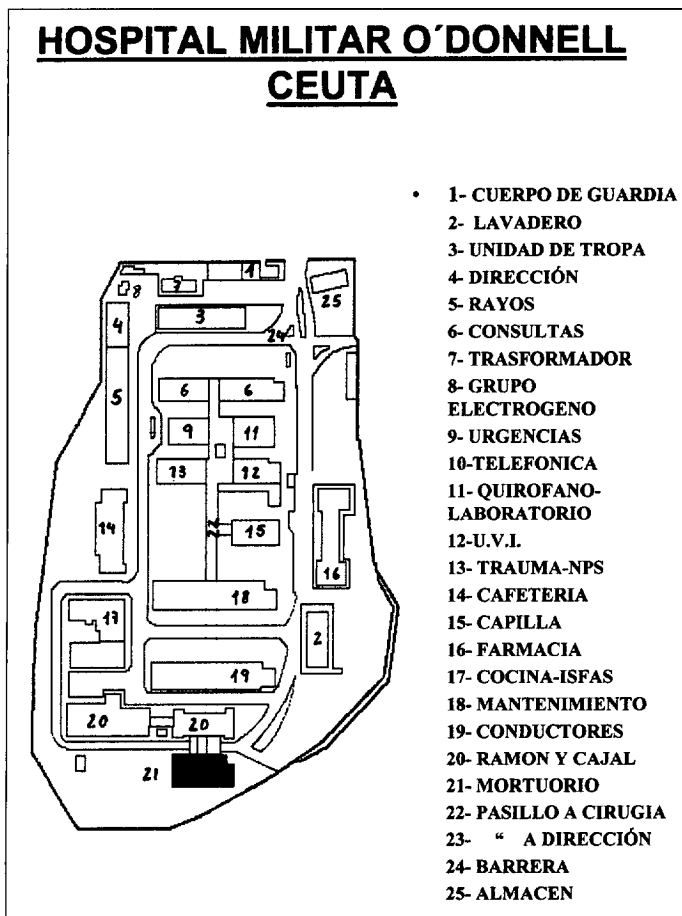 HOSPITAL MILITAR O´DONNELL
CEUTA
• 1- CUERPO DE GUARDIA
2- LAVADERO
3- UNIDAD DE TROPA
4- DIRECCIÓN
5- RAYOS
6- CONSULTAS
7- TRASFORMADOR
8- GRUPO
ELECTROGENO
9- URGENCIAS
10-TELEFONICA
11- QUIROFANO-
LABORATORIO
12-U.V.I.
13- TRAUMA-NPS
14- CAFETERIA
15- CAPILLA
16- FARMACIA
17- COCINA-ISFAS
18- MANTENIMIENTO
19- CONDUCTORES
20- RAMON Y CAJAL
21- MORTUORIO
22- PASILLO A CIRUGIA
23- “ A DIRECCIÓN
24- BARRERA
25- ALMACEN
1
7
8
25
4
3
24
5
6 6
9 11
13 12
22
15
14
16
18
17
2
19
20 20
21